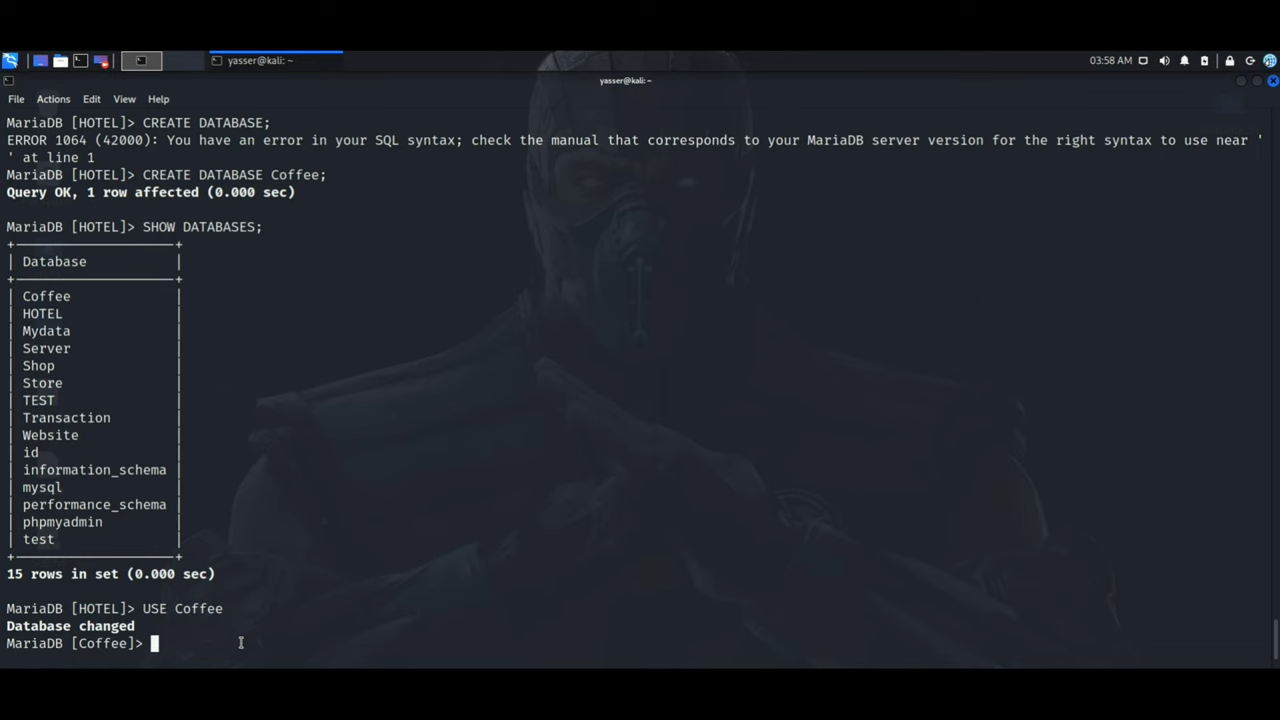 yasser@kali: ~
03:58 AM
yasser@kali: ~
File Actions Edit View Help
MariaDB [HOTEL]> CREATE DATABASE;
ERROR 1064 (42000): You have an error in your SQL syntax; check the manual that corresponds to your MariaDB server version for the right syntax to use near '
' at line 1
MariaDB [HOTEL]> CREATE DATABASE Coffee;
Query OK, 1 row affected (0.000 sec)
MariaDB [HOTEL]> SHOW DATABASES;
Database
Coffee
HOTEL
Mydata
Server
Shop
Store
TEST
Transaction
Website
id
information_schema
mysql
performance_schema
phpmyadmin
test
15 rows in set (0.000 sec)
MariaDB [HOTEL]> USE Coffee
Database changed
MariaDB [Coffee]>